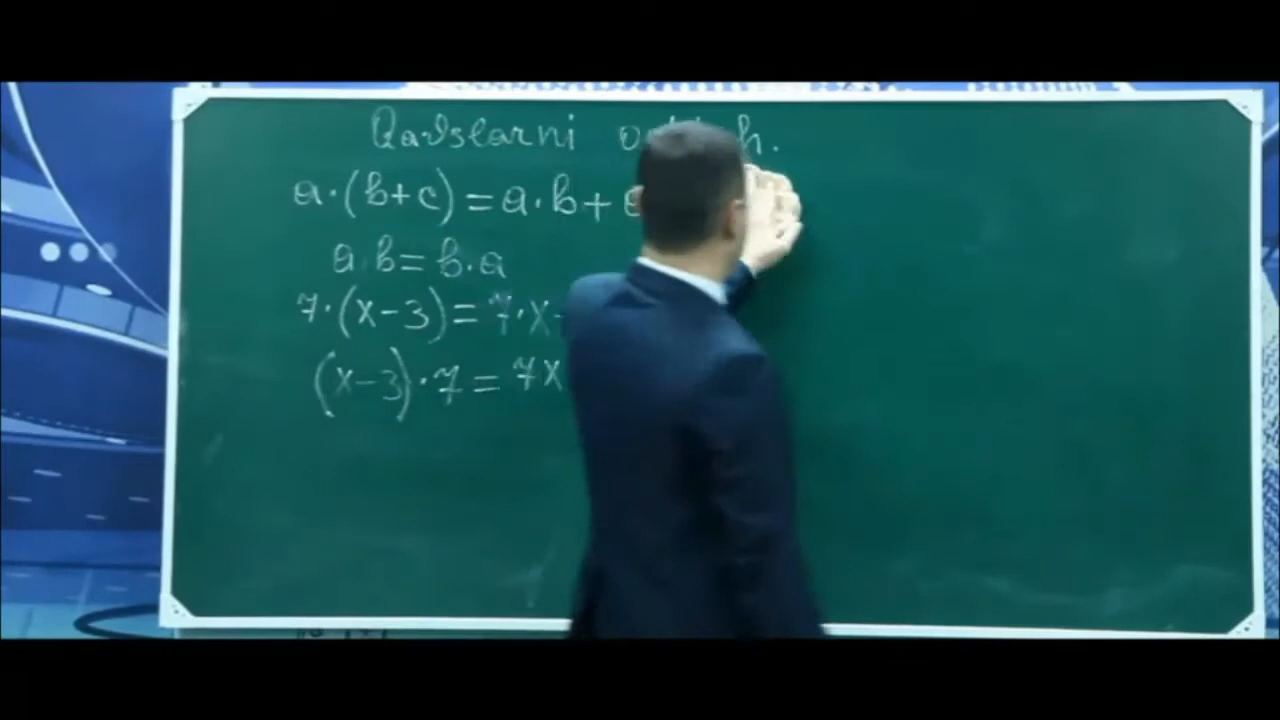 Qavslarni
a·(b+c)=a·b+
a·b=b·a
7·(x-3)=7·x-
(x-3)·7=7x